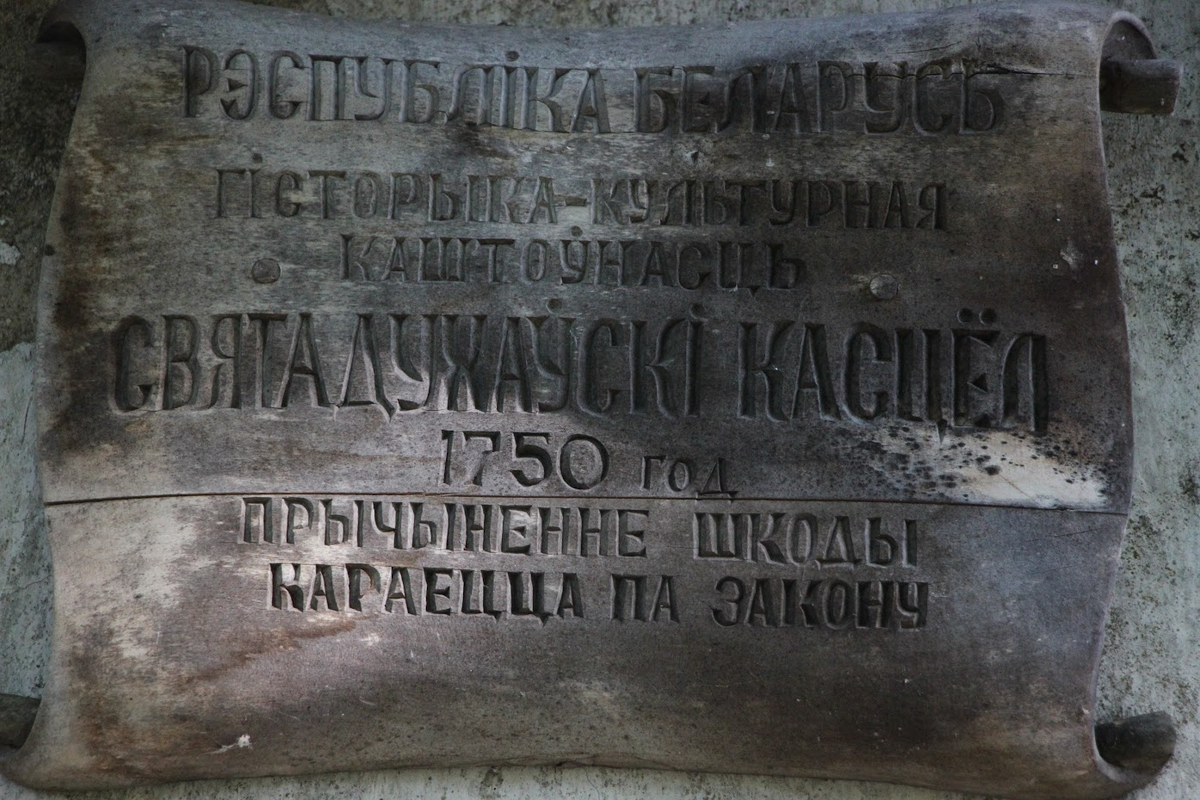 РЭСПУБЛІКА БЕЛАРУСЬ
ГІСТОРЫКА-КУЛЬТУРНАЯ
КАШТОЎНАСЦЬ
СВЯТАДУХАЎСКІ КАСЦЁЛ
1750 год
ПРЫЧЫНЕННЕ ШКОДЫ
КАРАЕЦЦА ПА ЗАКОНУ